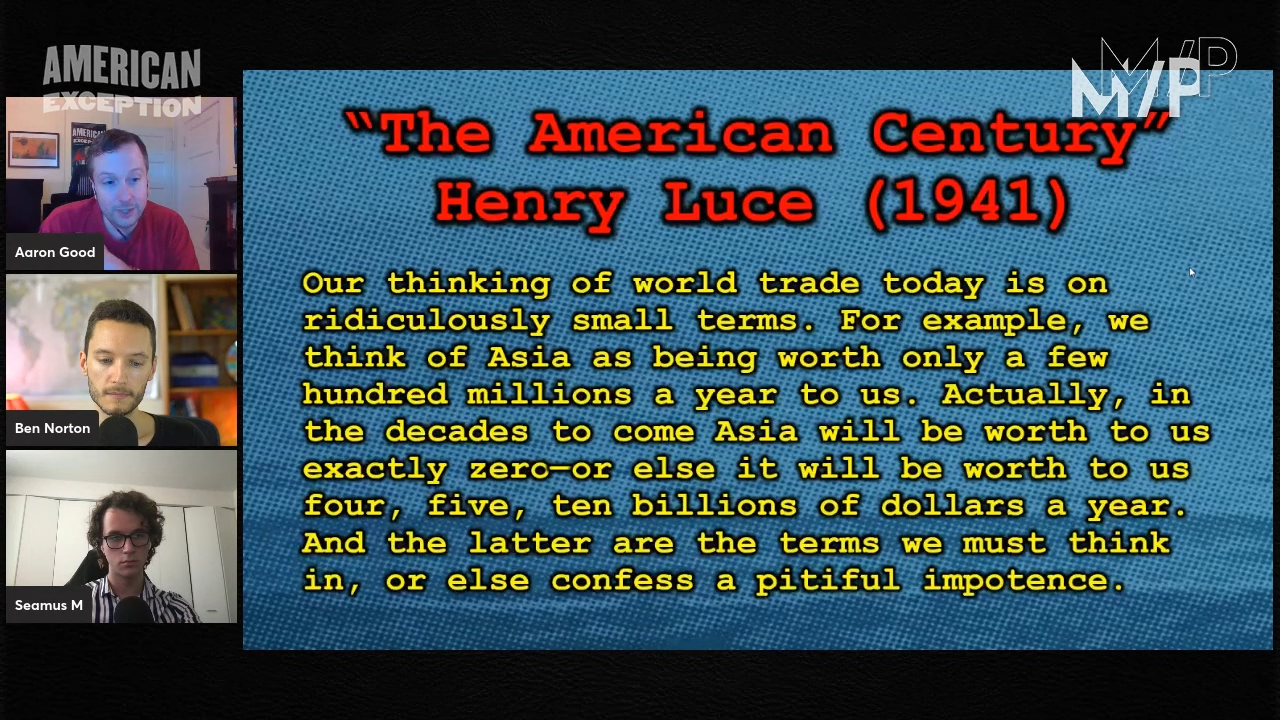 AMERICAN
EXCEPTION
M/P
Aaron Good
Ben Norton
Seamus M
“The American Century”
Henry Luce (1941)
Our thinking of world trade today is on
ridiculously small terms. For example, we
think of Asia as being worth only a few
hundred millions a year to us. Actually, in
the decades to come Asia will be worth to us
exactly zero—or else it will be worth to us
four, five, ten billions of dollars a year.
And the latter are the terms we must think
in, or else confess a pitiful impotence.